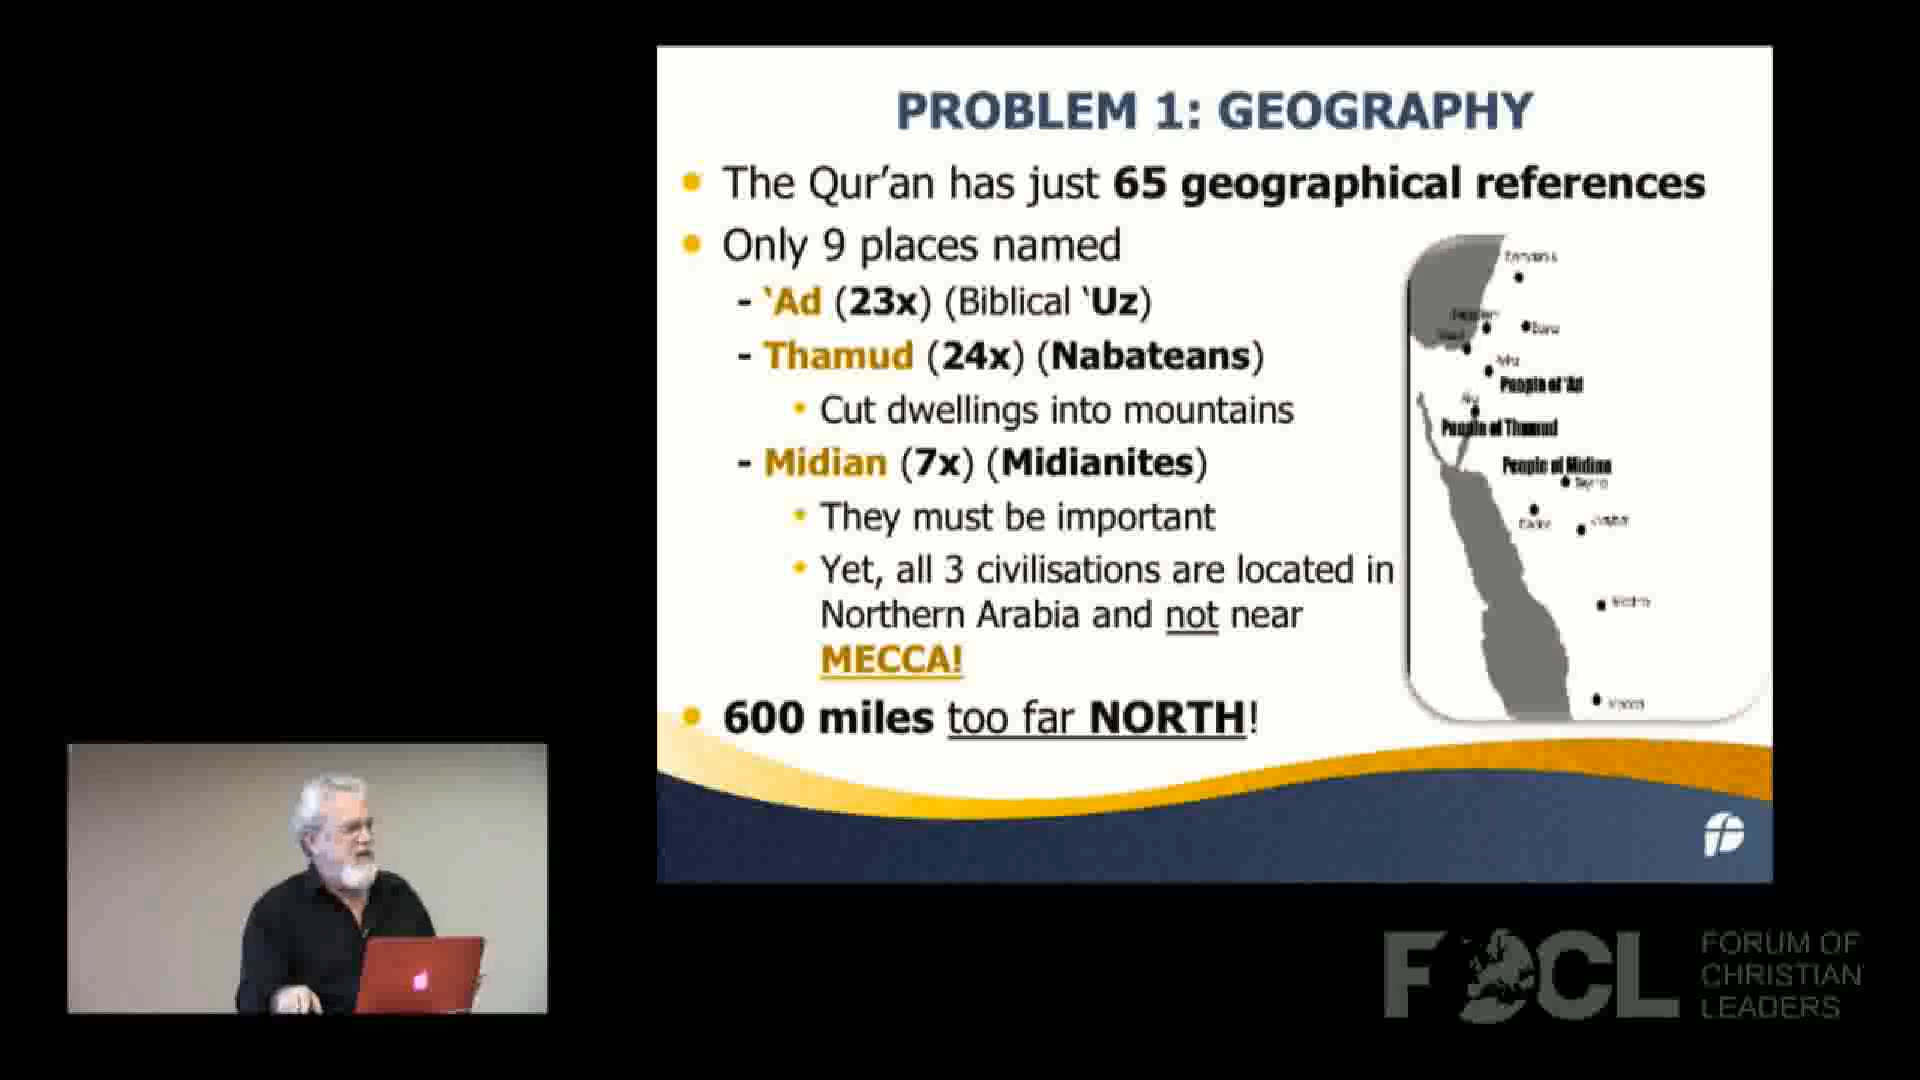 PROBLEM 1: GEOGRAPHY
• The Qur’an has just 65 geographical references
• Only 9 places named
- ‘Ad (23x) (Biblical ‘Uz)
- Thamud (24x) (Nabateans)
• Cut dwellings into mountains
- Midian (7x) (Midianites)
• They must be important
• Yet, all 3 civilisations are located in
Northern Arabia and not near
MECCA!
• 600 miles too far NORTH!
People of ‘Ad
People of Thamud
People of Midian
FOCL
FORUM OF
CHRISTIAN
LEADERS